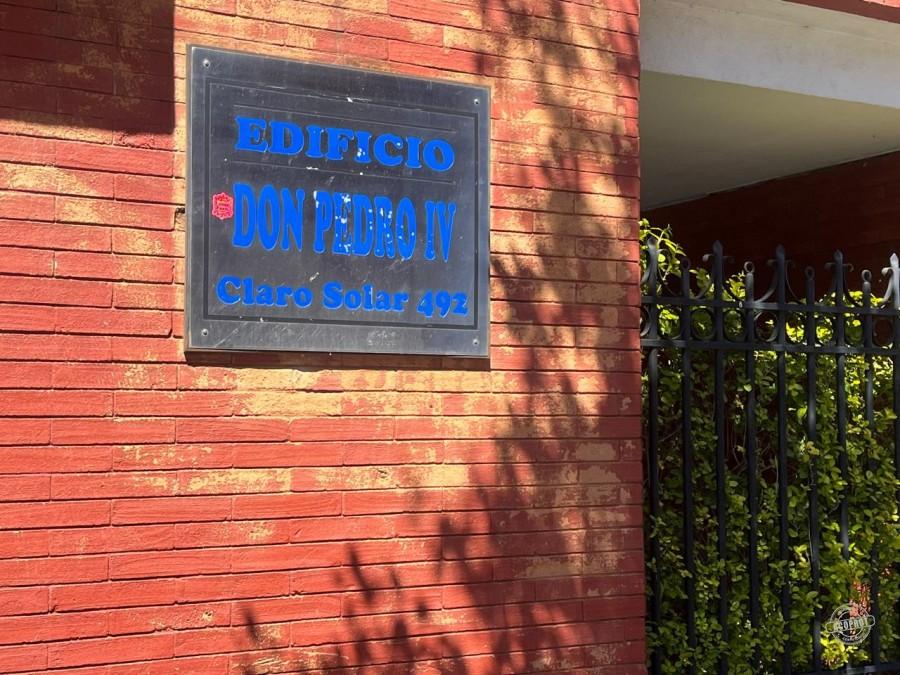 EDIFICIO
DON PEDRO IV
Claro Solar 492